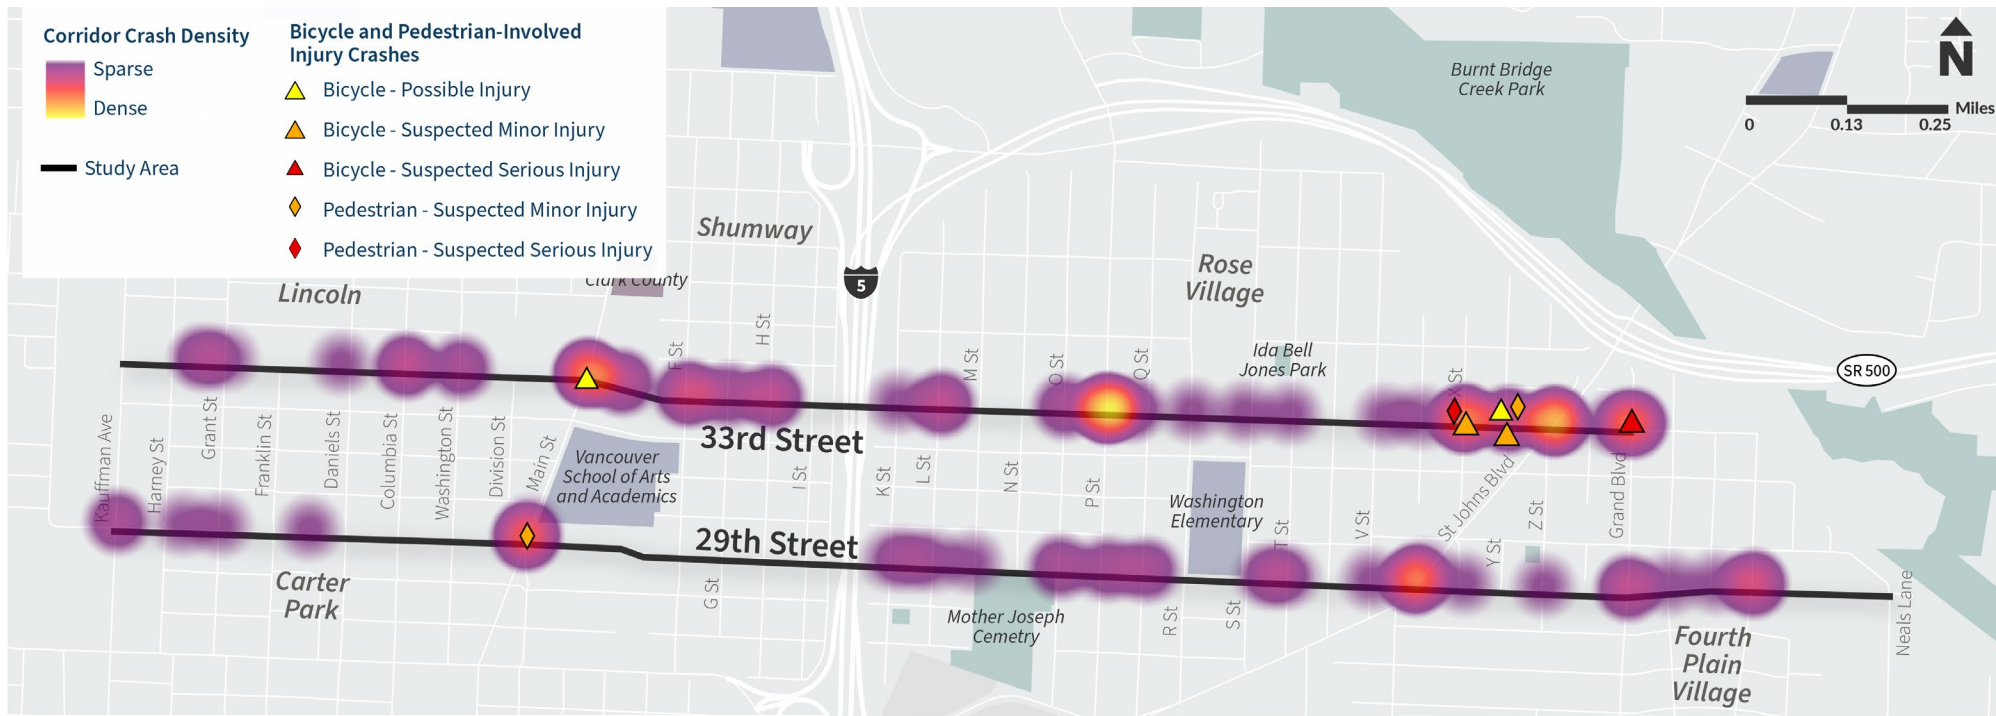 Corridor Crash Density
Sparse
Dense
Study Area
Bicycle and Pedestrian-Involved
Injury Crashes
Bicycle - Possible Injury
Bicycle - Suspected Minor Injury
Bicycle - Suspected Serious Injury
Pedestrian - Suspected Minor Injury
Pedestrian - Suspected Serious Injury
N
0
0.13
0.25
Miles
Burnt Bridge
Creek Park
Shumway
Clark County
Lincoln
5
Rose
Village
SR 500
Ida Bell
Jones Park
F St
H St
M St
O St
Q St
X St
33rd Street
Kauffman Ave
Harney St
Grant St
Franklin St
Daniels St
Columbia St
Washington St
Division St
Main St
Vancouver
School of Arts
and Academics
I St
K St
L St
N St
P St
Washington
Elementary
T St
V St
St Johns Blvd
Y St
Z St
Grand Blvd
29th Street
Carter
Park
G St
Mother Joseph
Cemetry
R St
S St
Fourth
Plain
Village
Neals Lane